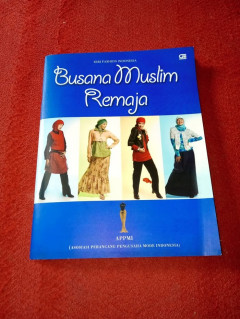 SERI FASHION INDONESIA
Busana Muslim
Remaja
APPMI
(ASOSIASI PERANCANG PENGUSAHA MODE INDONESIA)